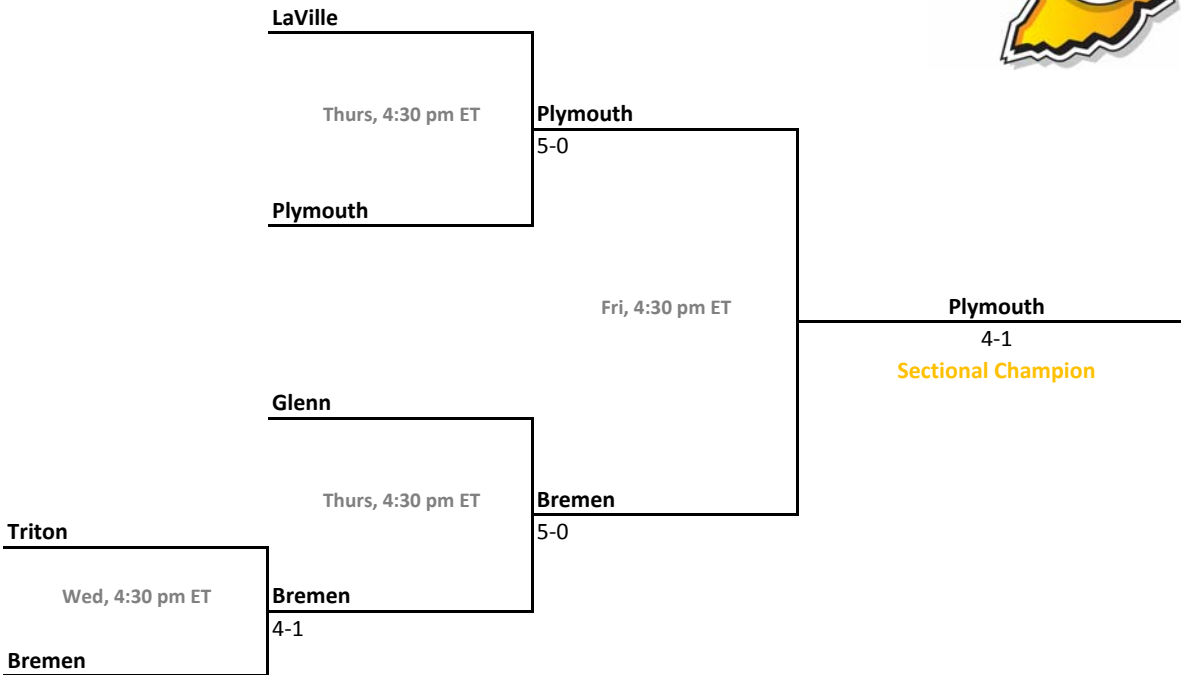 LaVille
Thurs, 4:30 pm ET
Plymouth
5-0
Plymouth
Fri, 4:30 pm ET
Plymouth
4-1
Sectional Champion
Glenn
Thurs, 4:30 pm ET
Bremen
5-0
Triton
Wed, 4:30 pm ET
Bremen
4-1
Bremen